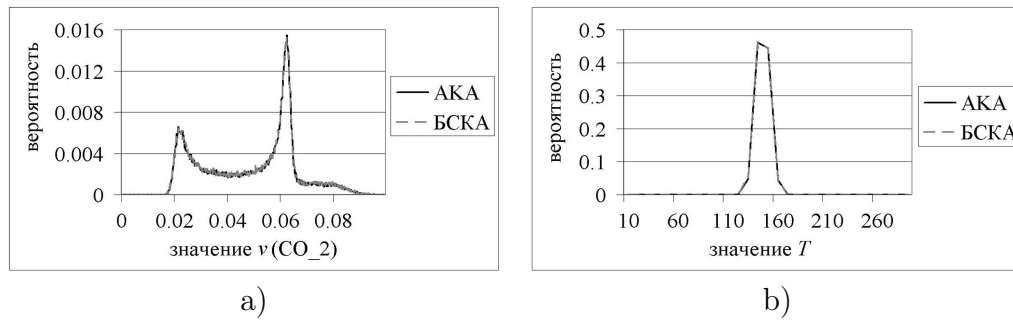 0.016
0.012
0.008
0.004
0
вероятность
0 0.02 0.04 0.06 0.08
значение v (CO_2)
АКА
БСКА
a)
0.5
0.4
0.3
0.2
0.1
0
вероятность
10 60 110 160 210 260
значение T
АКА
БСКА
b)